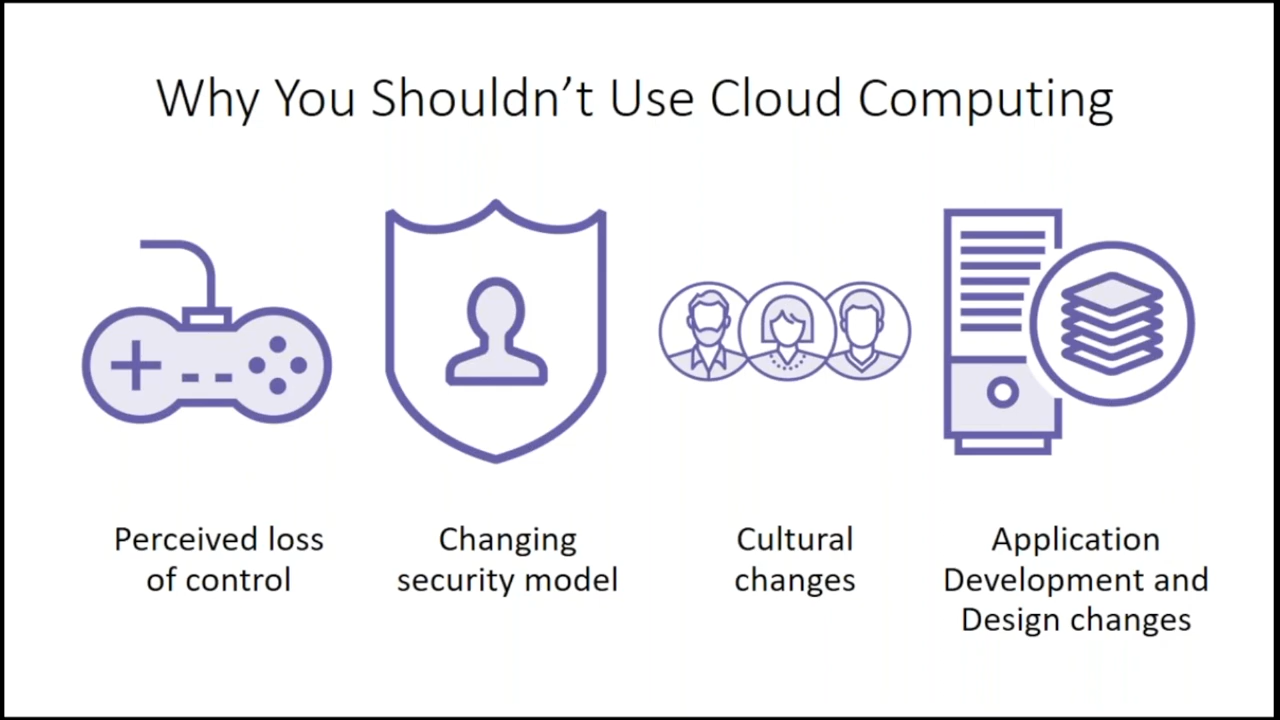 Why You Shouldn’t Use Cloud Computing
Perceived loss
of control
Changing
security model
Cultural
changes
Application
Development and
Design changes